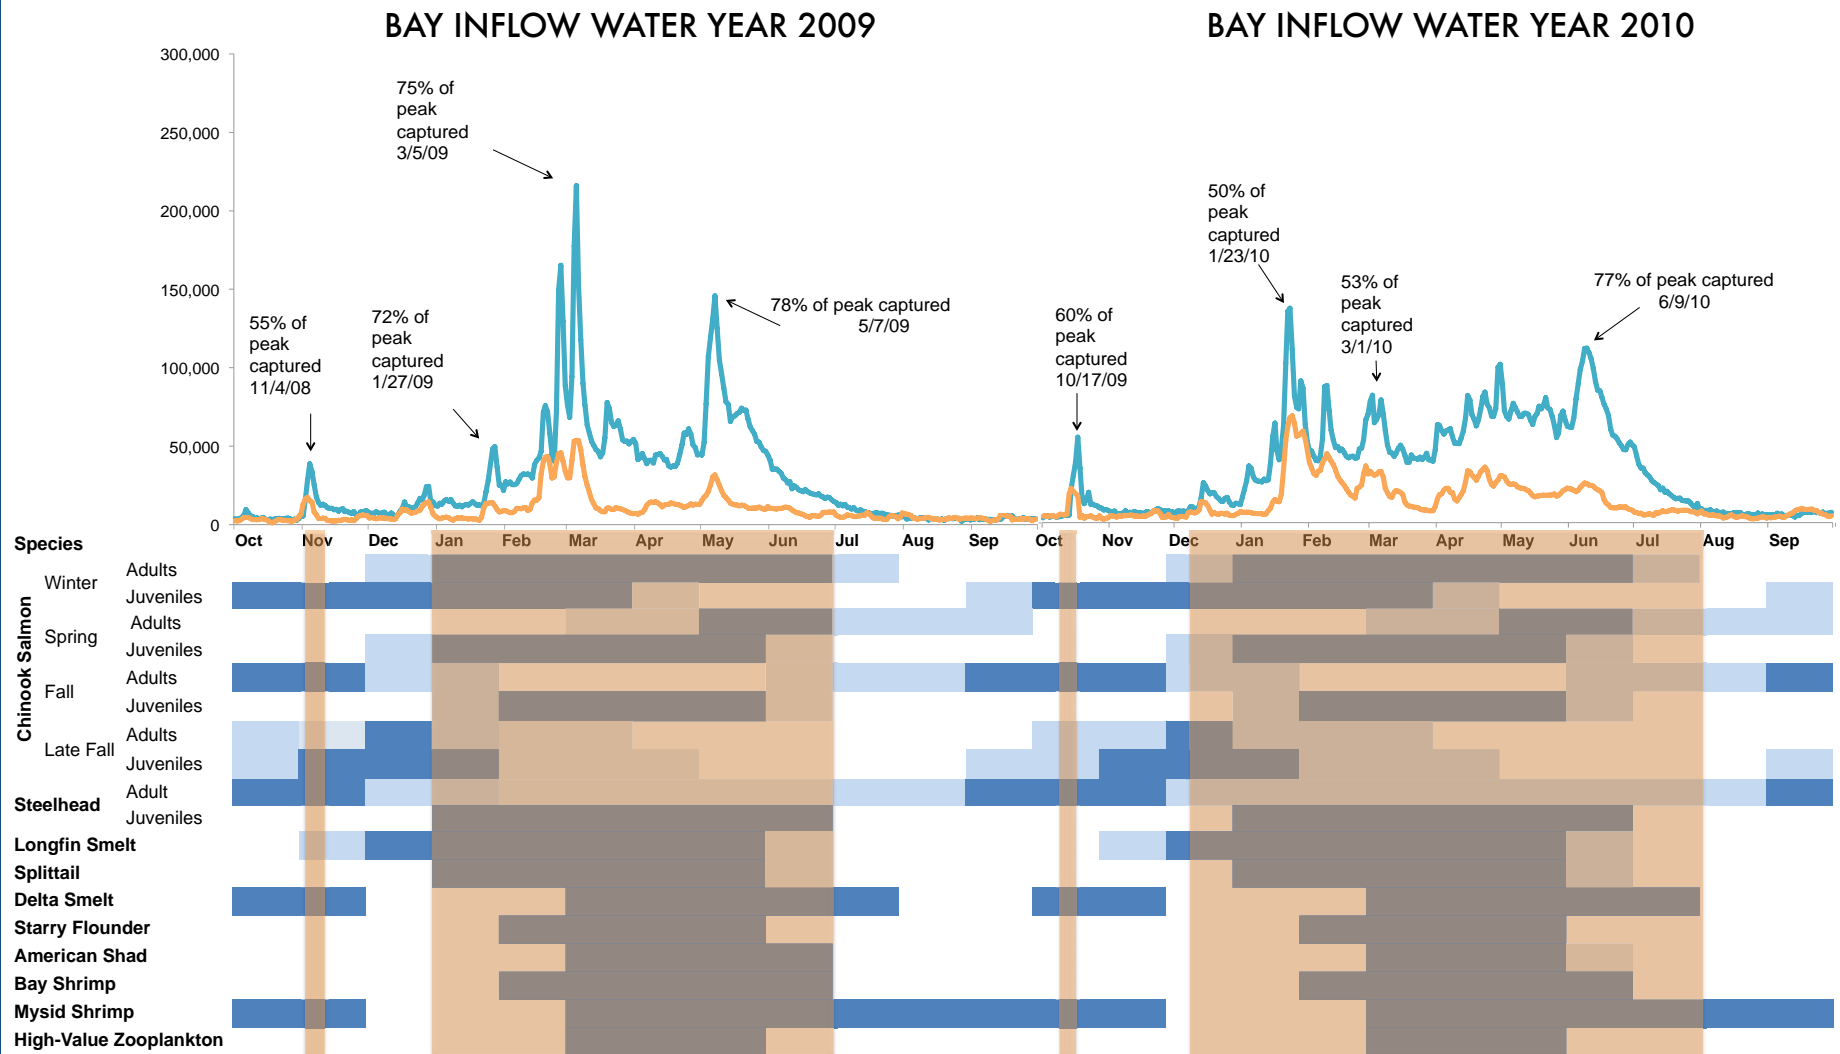 BAY INFLOW WATER YEAR 2009
BAY INFLOW WATER YEAR 2010
300,000
250,000
200,000
150,000
100,000
50,000
0
55% of
peak
captured
11/4/08
72% of
peak
captured
1/27/09
75% of
peak
captured
3/5/09
78% of peak captured
5/7/09
60% of
peak
captured
10/17/09
50% of
peak
captured
1/23/10
53% of
peak
captured
3/1/10
77% of peak captured
6/9/10
Oct Nov Dec Jan Feb Mar Apr May Jun Jul Aug Sep Oct Nov Dec Jan Feb Mar Apr May Jun Jul Aug Sep
Species
Chinook Salmon
Winter
Adults
Juveniles
Spring
Adults
Juveniles
Fall
Adults
Juveniles
Late Fall
Adults
Juveniles
Steelhead
Adult
Juveniles
Longfin Smelt
Splittail
Delta Smelt
Starry Flounder
American Shad
Bay Shrimp
Mysid Shrimp
High-Value Zooplankton